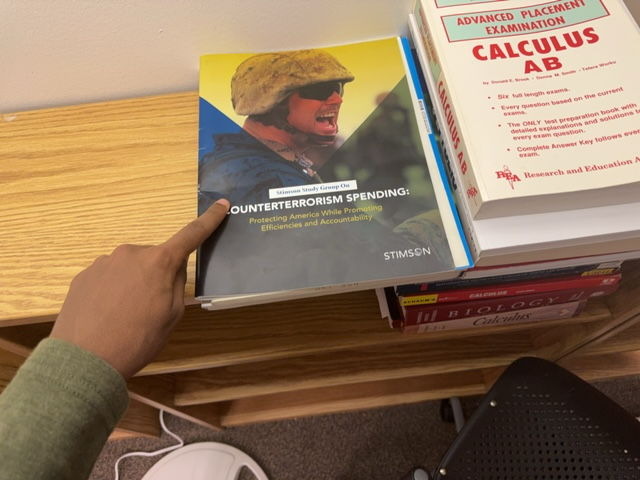 Stimson Study Group On
COUNTERTERRORISM SPENDING:
Protecting America While Promoting
Efficiencies and Accountability
STIMSON
ADVANCED PLACEMENT
EXAMINATION
CALCULUS
AB
• Six full length exams.
• Every question based on the current
exams.
• The ONLY test preparation book with
detailed explanations and solutions to
every exam question.
• Complete Answer Key follows every
exam.
REA Research and Education
CALCULUS AB
CALCULUS
BIOLOGY
Calculus